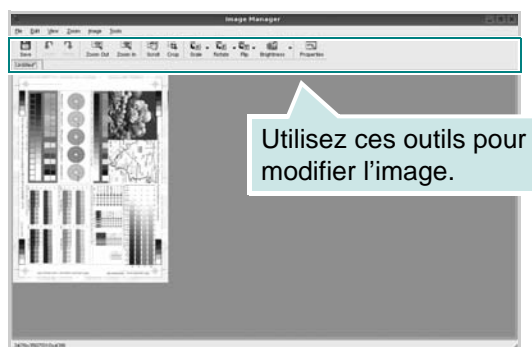 Image Manager
File Edit View Zoom Image Tools
Save Zoom Out Zoom In Scroll Crop Scale Rotate Flip Brightness Properties
Untitled*
Utilisez ces outils pour
modifier l'image.